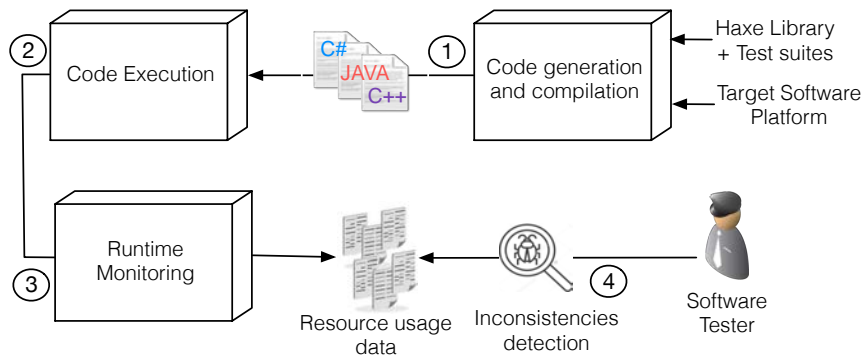 2
Code Execution
C#
JAVA
C++
1
Code generation
and compilation
Haxe Library
+ Test suites
Target Software
Platform
Runtime
Monitoring
3
Resource usage
data
Inconsistencies
detection
4
Software
Tester